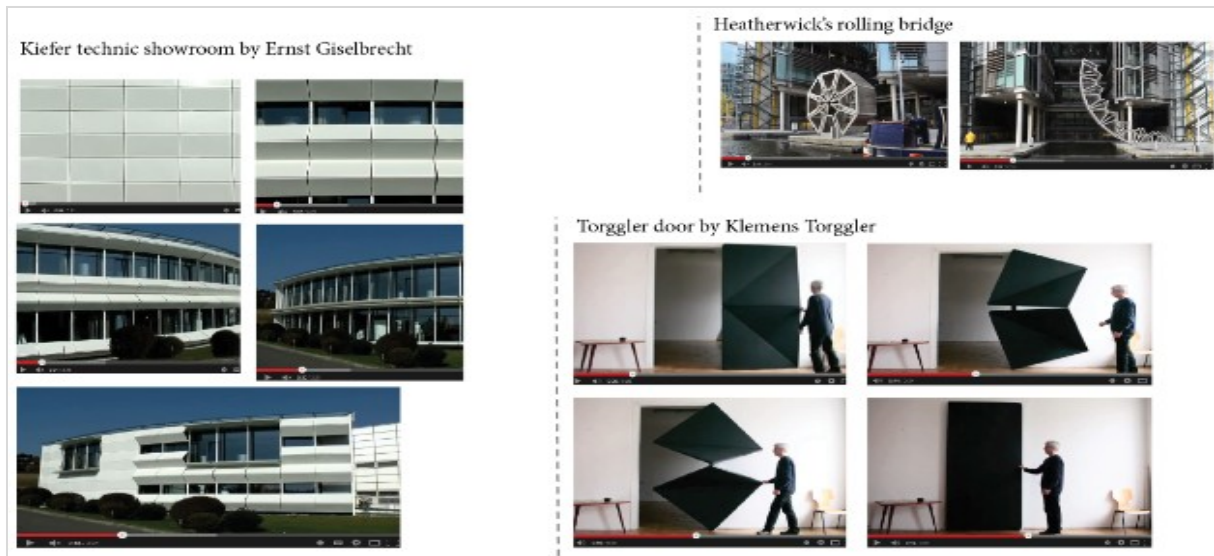 Kiefer technic showroom by Ernst Giselbrecht
Heatherwick's rolling bridge
Torggler door by Klemens Torggler